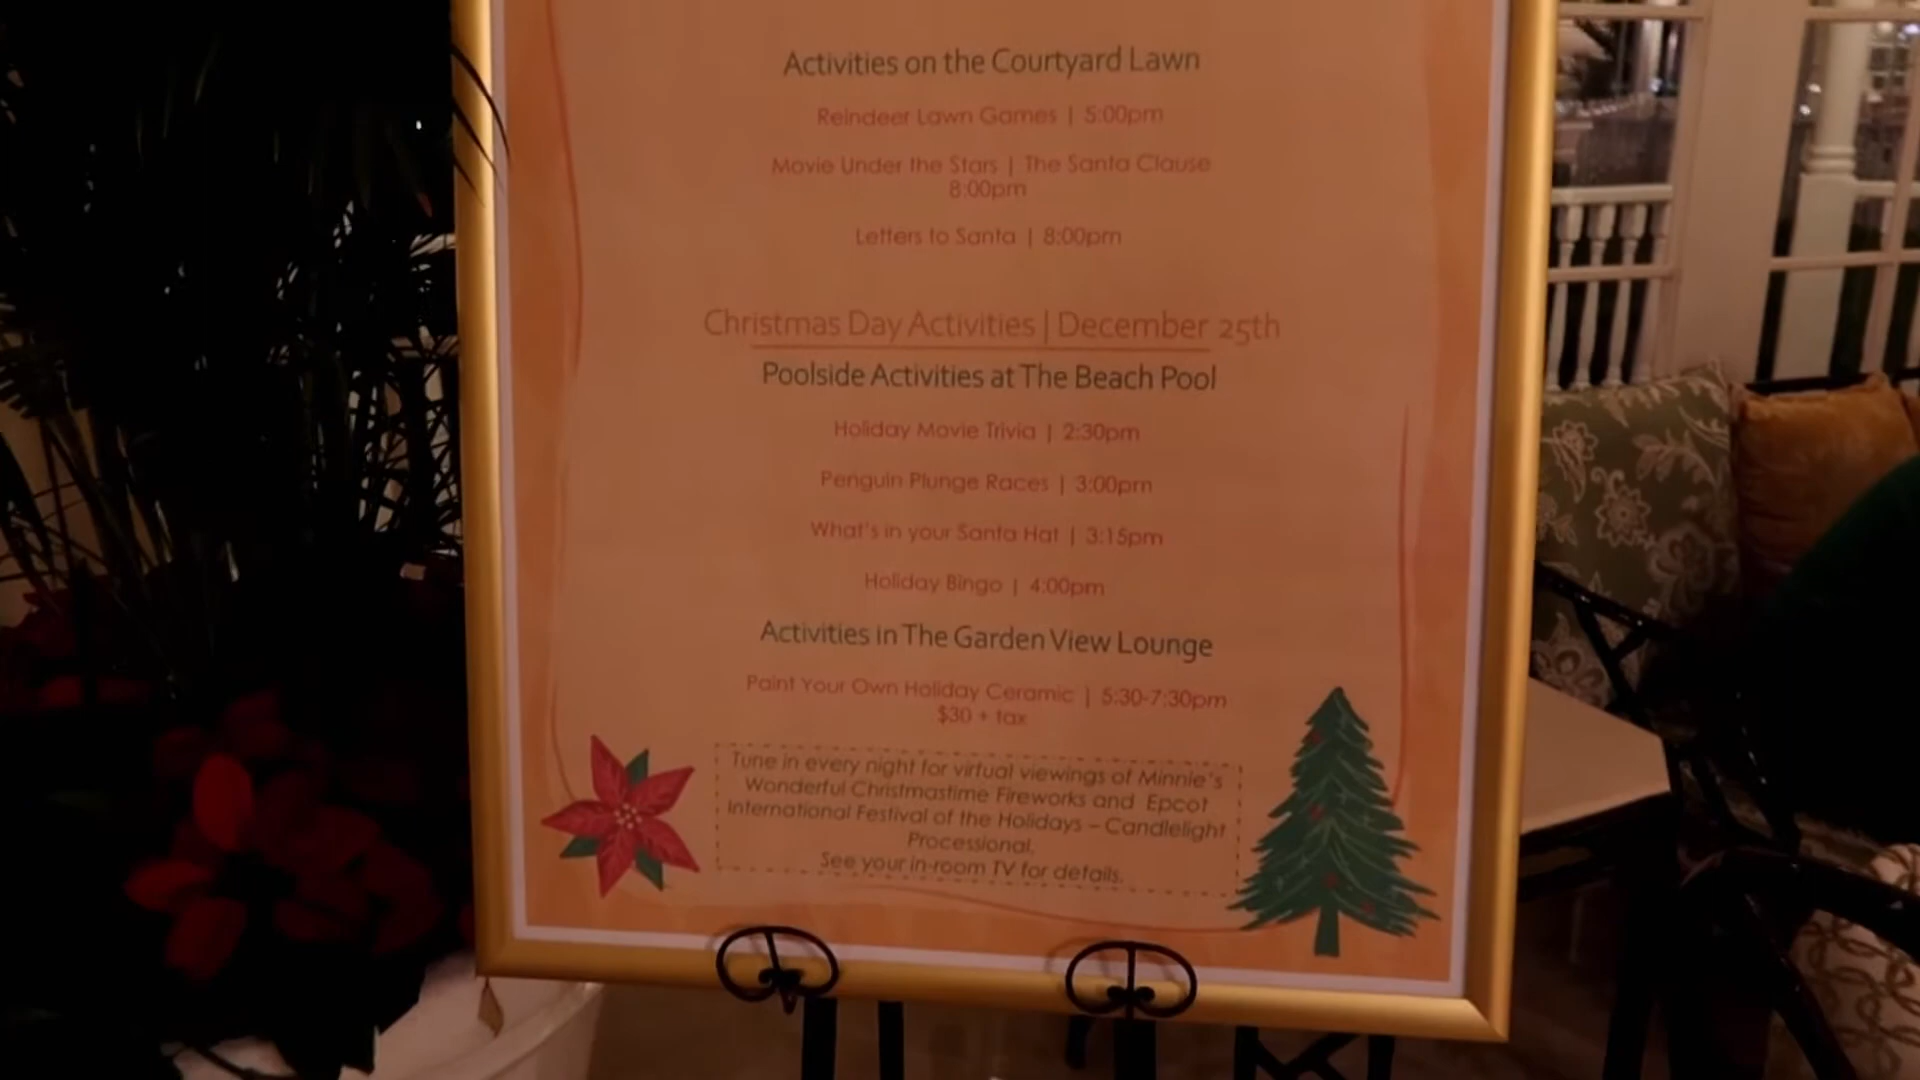 Activities on the Courtyard Lawn
Reindeer Lawn Games | 5:00pm
Movie Under the Stars | The Santa Clause
8:00pm
Letters to Santa | 8:00pm
Christmas Day Activities | December 25th
Poolside Activities at The Beach Pool
Holiday Movie Trivia | 2:30pm
Penguin Plunge Races | 3:00pm
What's in your Santa Hat | 3:15pm
Holiday Bingo | 4:00pm
Activities in The Garden View Lounge
Paint Your Own Holiday Ceramic | 5:30-7:30pm
$30 + tax
Tune in every night for virtual viewings of Minnie's
Wonderful Christmastime Fireworks and Epcot
International Festival of the Holidays – Candlelight
Processional.
See your in-room TV for details.